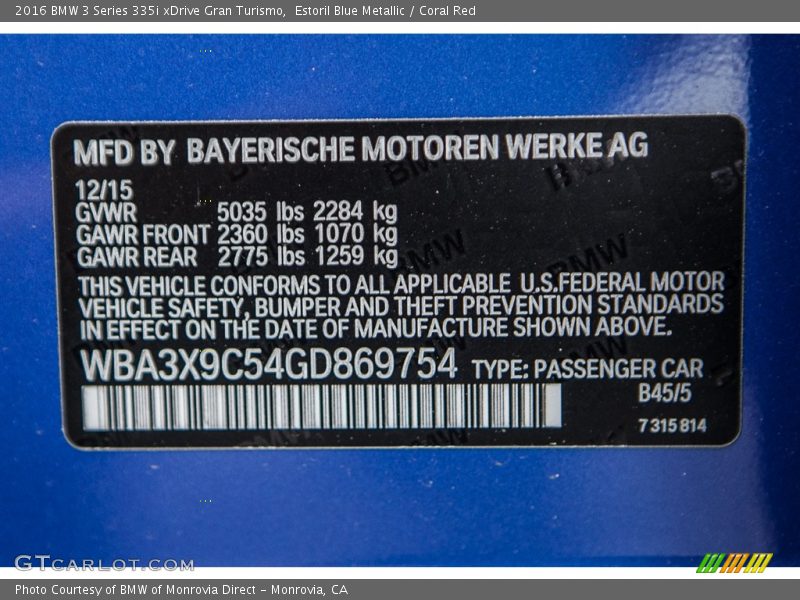 2016 BMW 3 Series 335i xDrive Gran Turismo,  Estoril Blue Metallic / Coral Red
MFD BY BAYERISCHE MOTOREN WERKE AG
12/15
GVWR 5035 lbs 2284 kg
GAWR FRONT 2360 lbs 1070 kg
GAWR REAR 2775 lbs 1259 kg
THIS VEHICLE CONFORMS TO ALL APPLICABLE U.S.FEDERAL MOTOR
VEHICLE SAFETY, BUMPER AND THEFT PREVENTION STANDARDS
IN EFFECT ON THE DATE OF MANUFACTURE SHOWN ABOVE.
WBA3X9C54GD869754 TYPE: PASSENGER CAR
B45/5
7 315 814
GTCARLOT.COM
Photo Courtesy of BMW of Monrovia Direct - Monrovia, CA